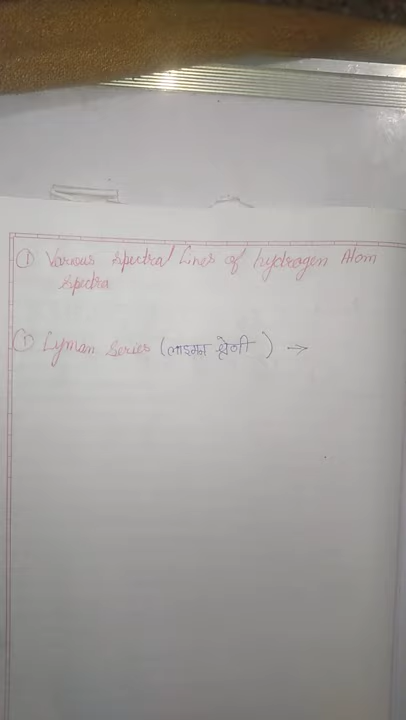 ① Various Spectral Lines of hydrogen Atom
Spectra
① Lyman Series (लाइमन श्रेणी) →